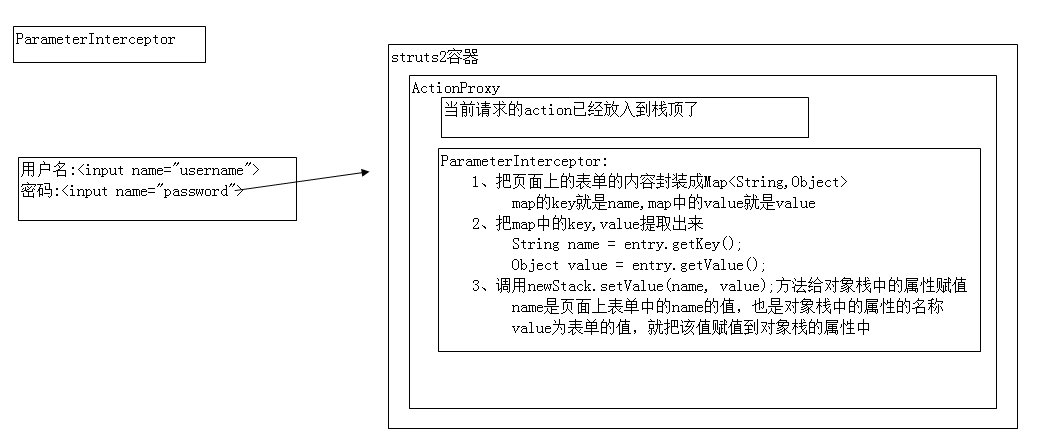 ParameterInterceptor
用户名:<input name="username">
密码:<input name="password">
struts2容器
ActionProxy
当前请求的action已经放入到栈顶了
ParameterInterceptor:
1、把页面上的表单的内容封装成Map<String,Object>
map的key就是name,map中的value就是value
2、把map中的key,value提取出来
String name = entry.getKey();
Object value = entry.getValue();
3、调用newStack.setValue(name, value);方法给对象栈中的属性赋值
name是页面上表单中的name的值，也是对象栈中的属性的名称
value为表单的值，就把该值赋值到对象栈的属性中